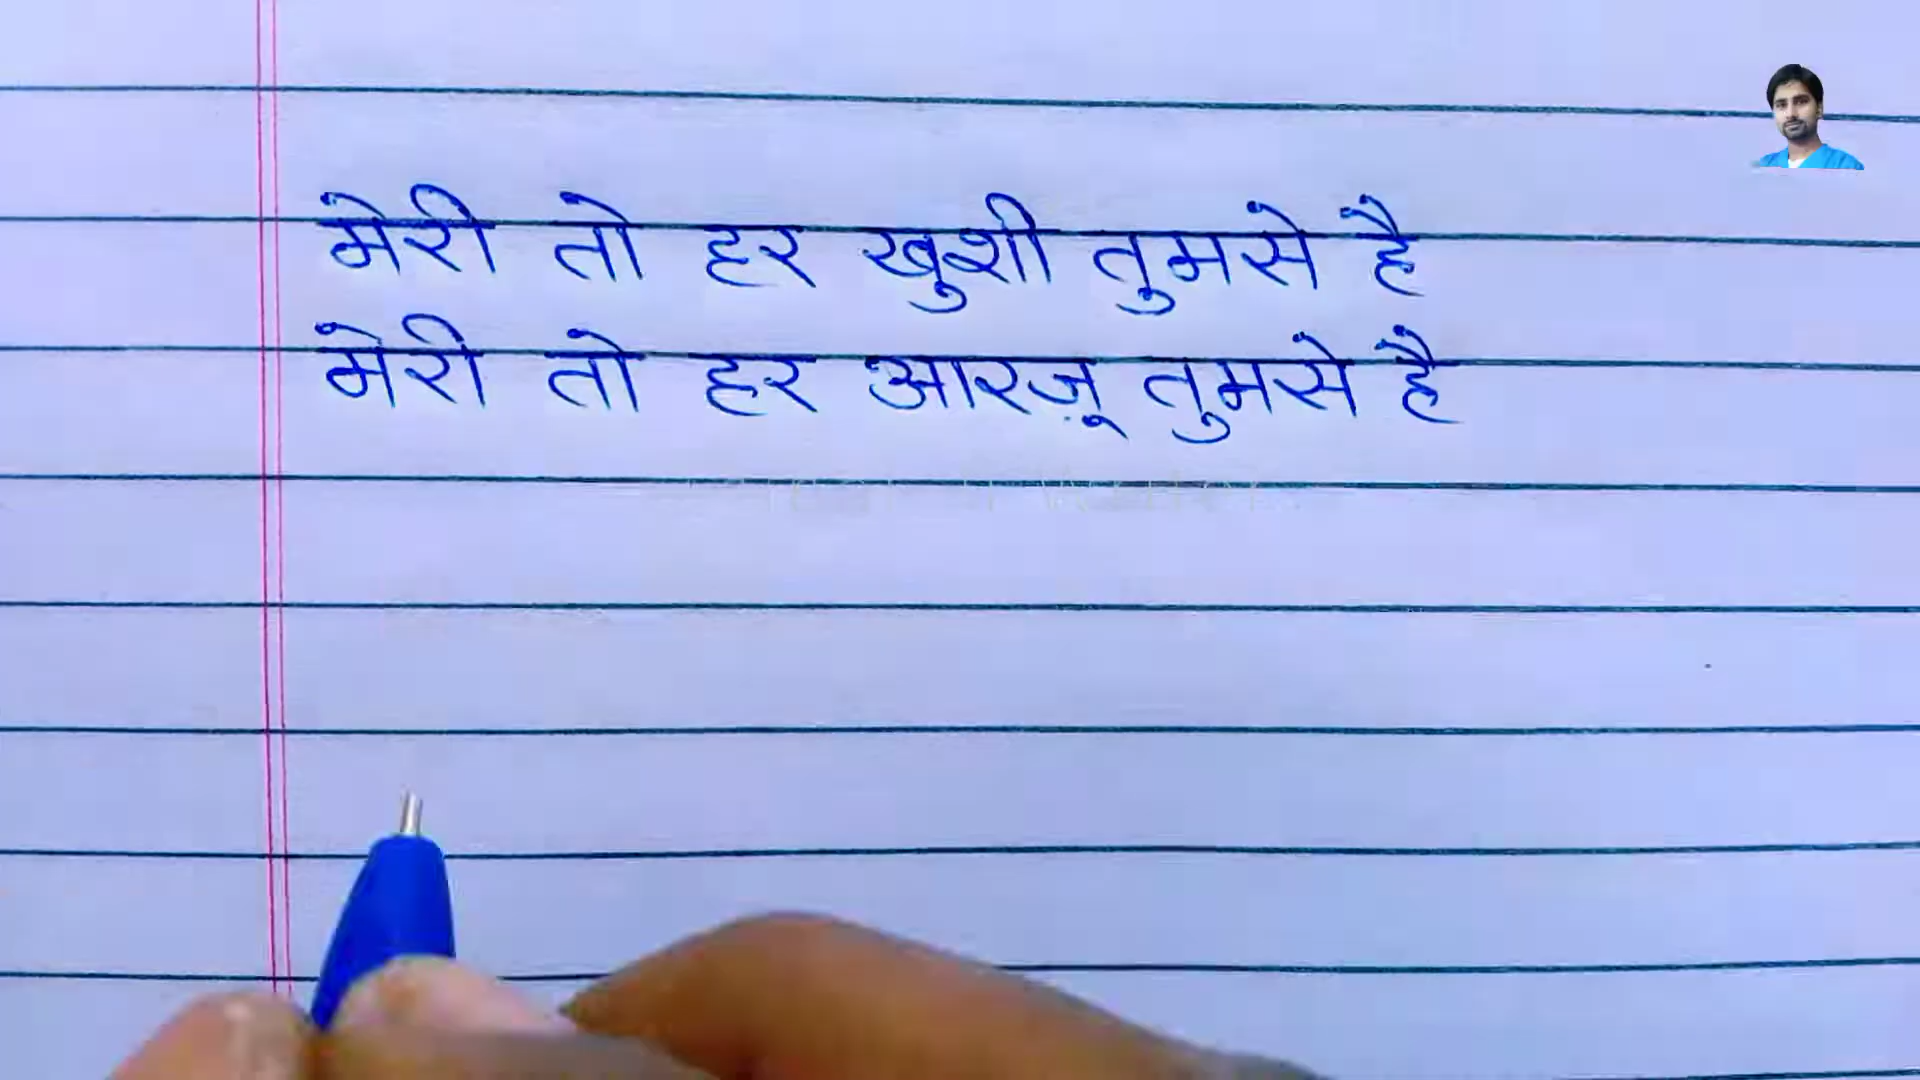 मेरी तो हर खुशी तुमसे है
मेरी तो हर आरज़ू तुमसे है